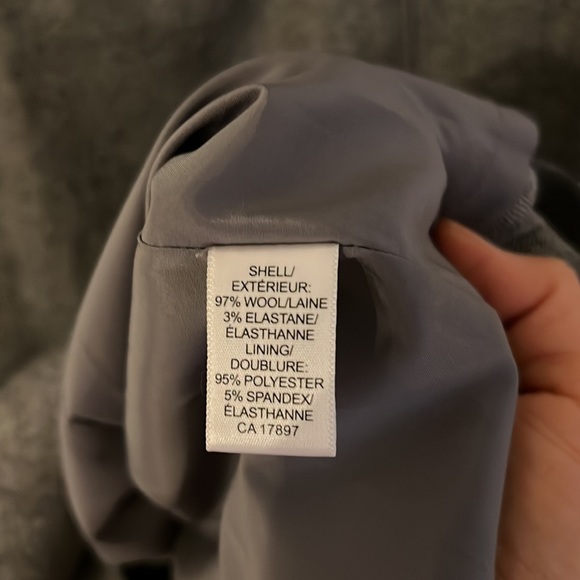 SHELL/
EXTÉRIEUR:
97% WOOL/LAINE
3% ELASTANE/
ÉLASTHANNE
LINING/
DOUBLURE:
95% POLYESTER
5% SPANDEX/
ÉLASTHANNE
CA 17897